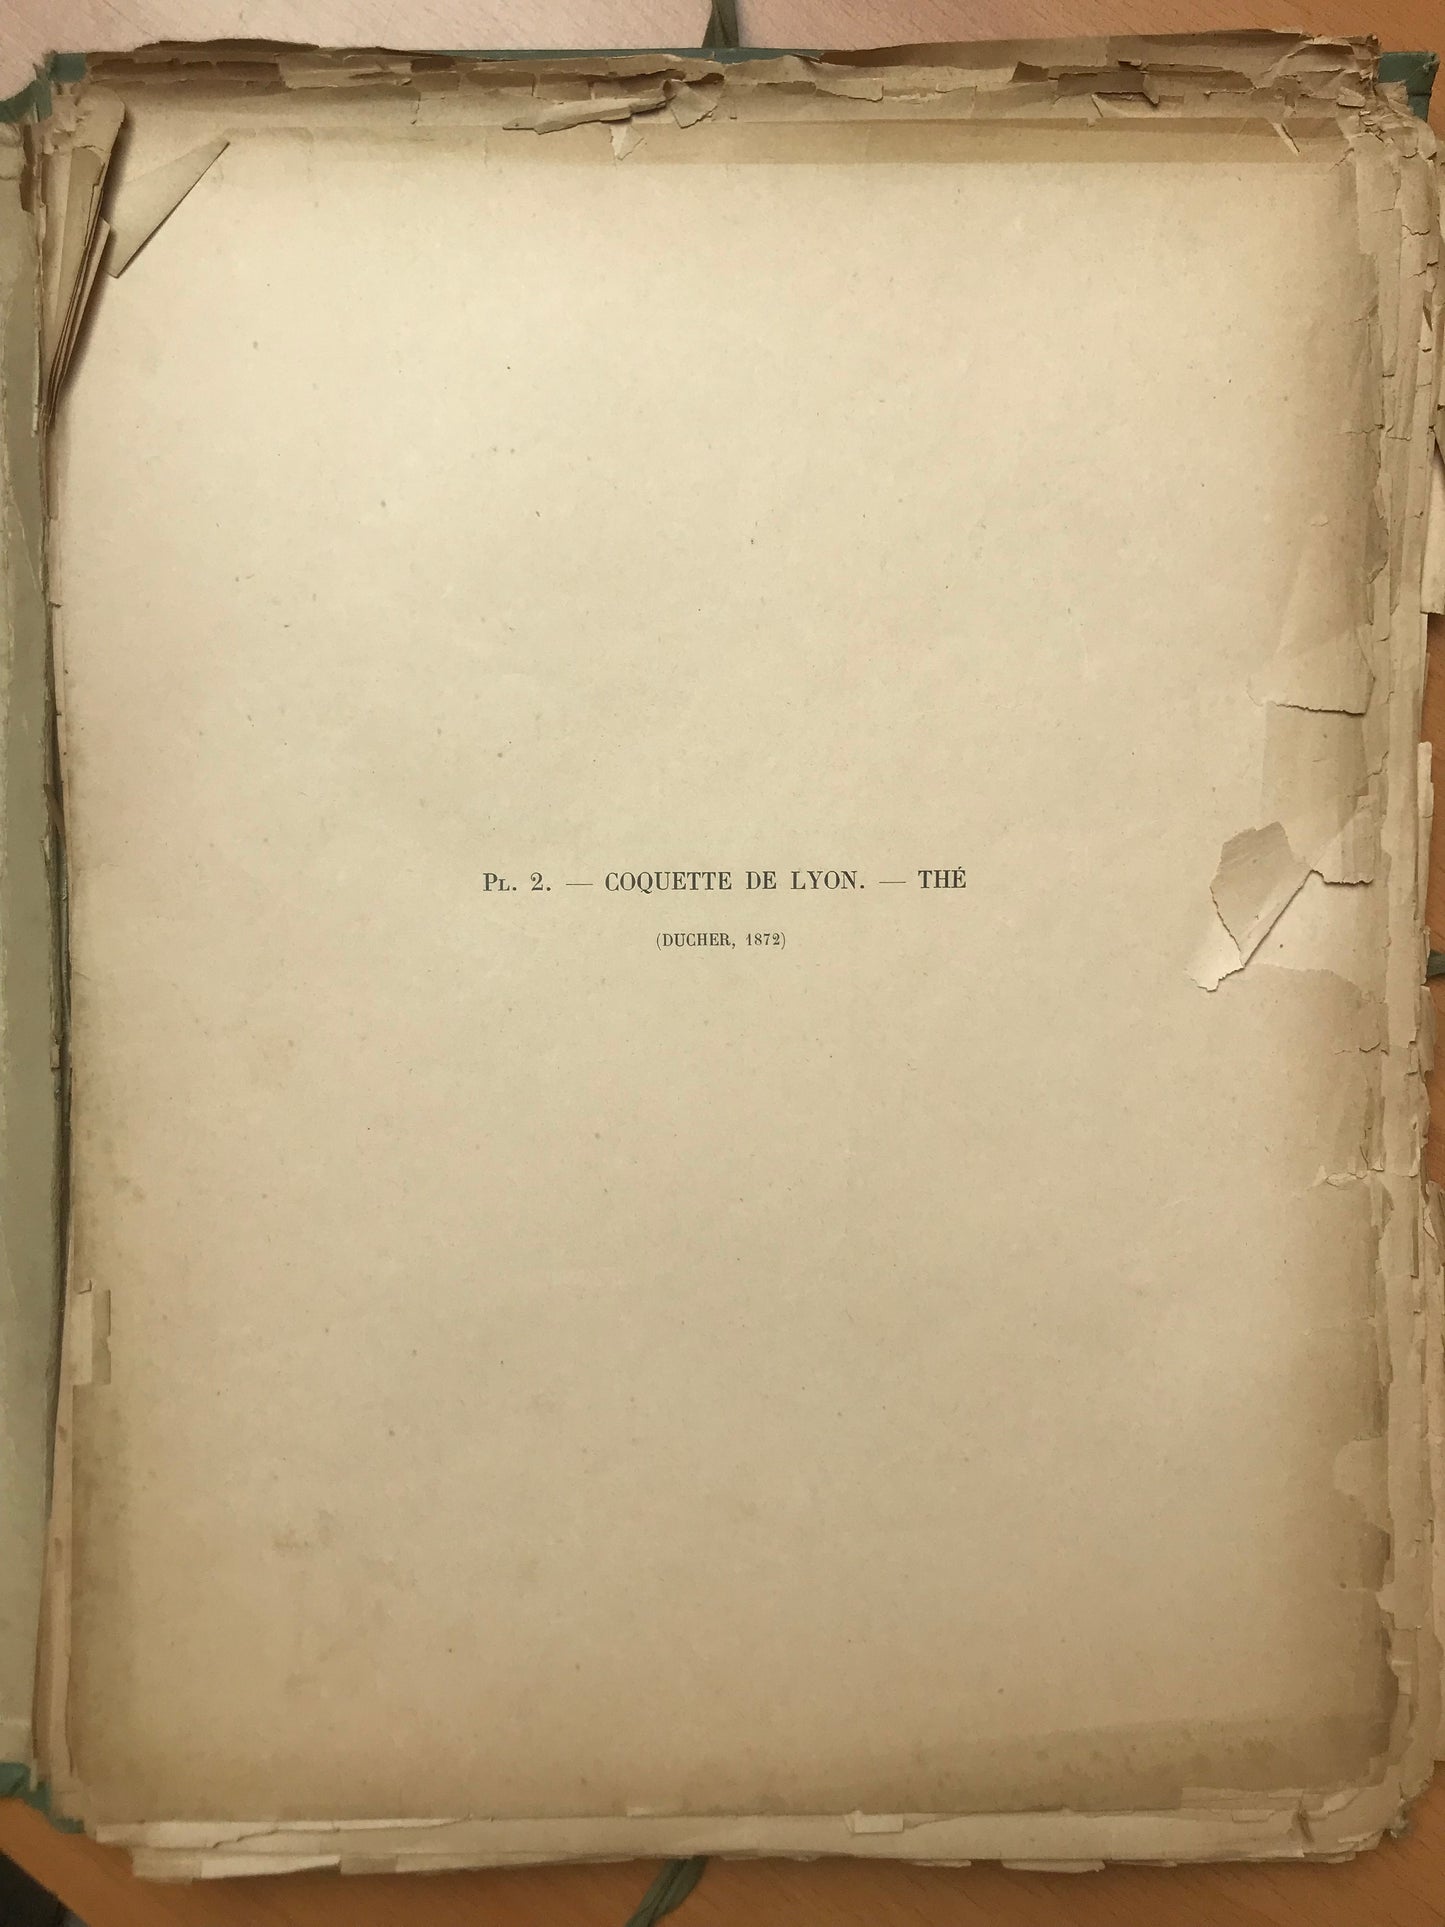 PL. 2. — COQUETTE DE LYON. — THÉ
(DUCHER, 1872)